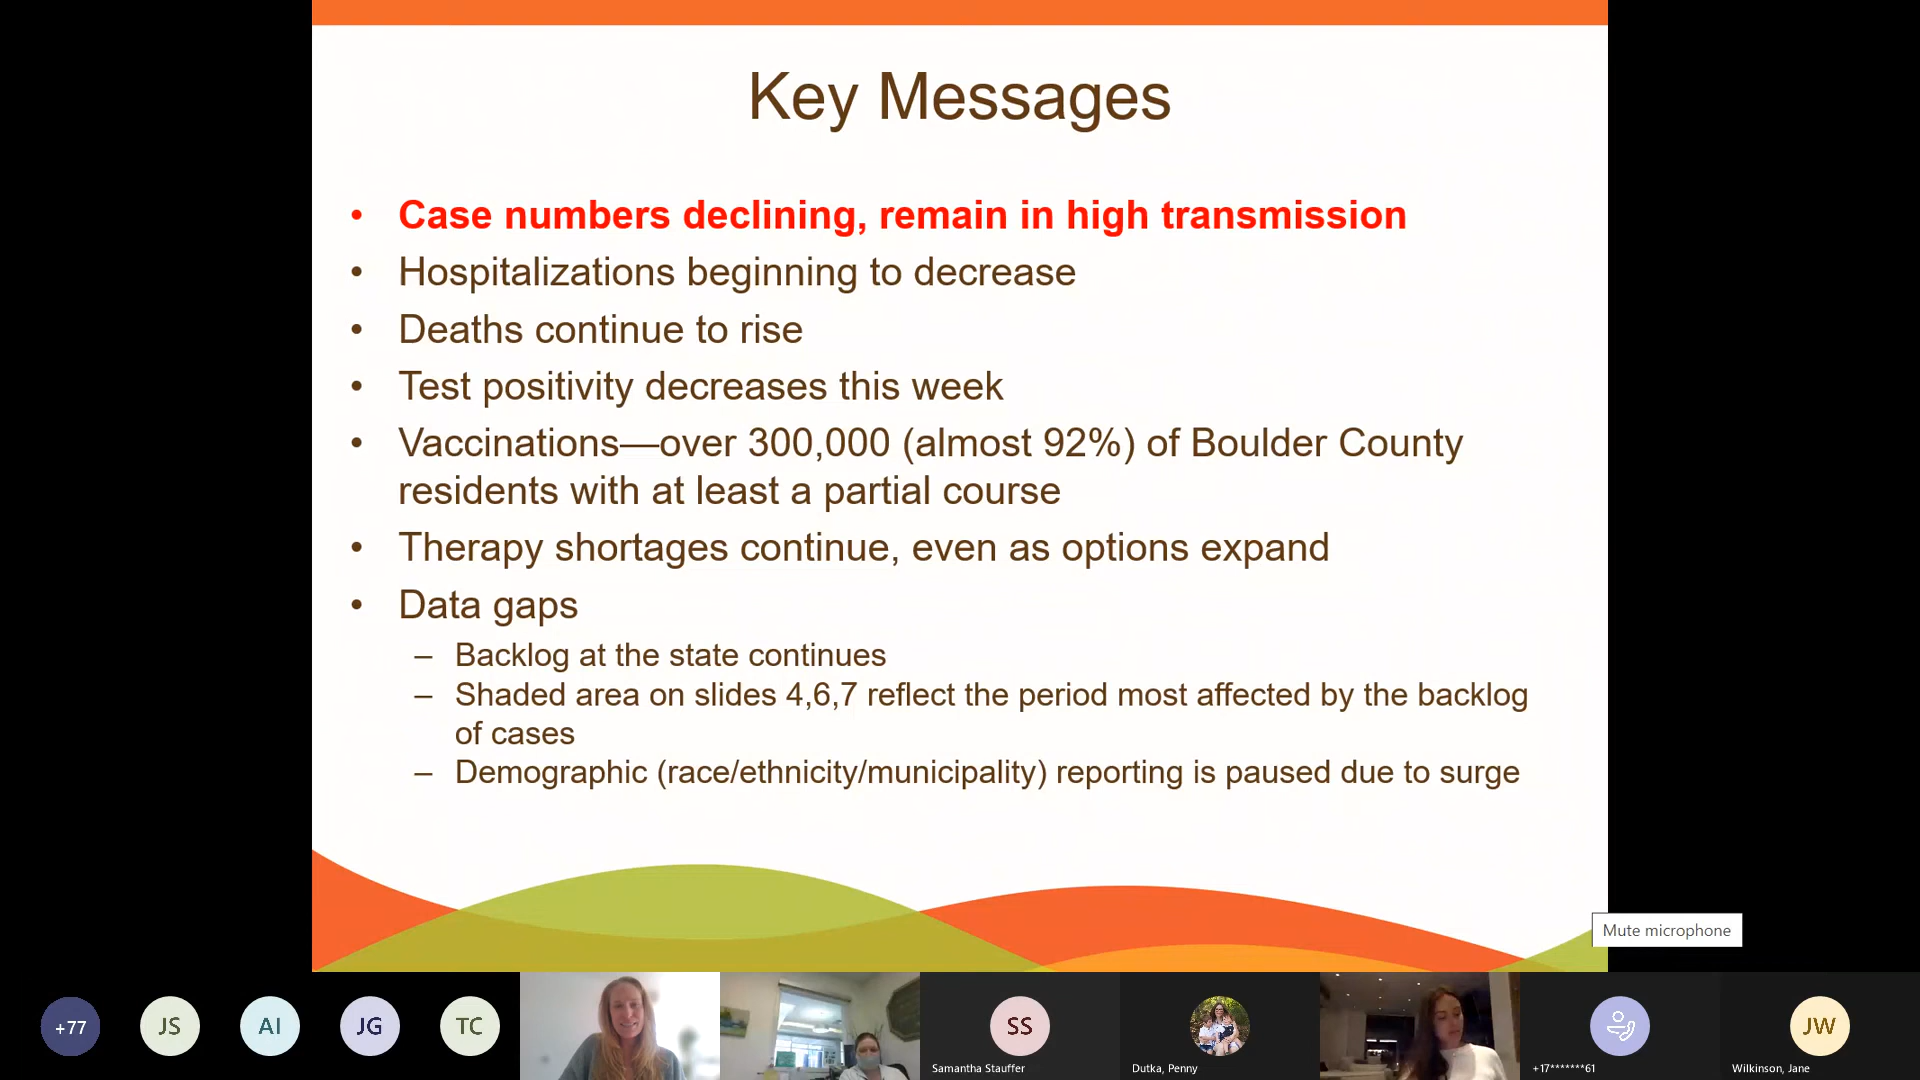 Key Messages
• Case numbers declining, remain in high transmission
• Hospitalizations beginning to decrease
• Deaths continue to rise
• Test positivity decreases this week
• Vaccinations—over 300,000 (almost 92%) of Boulder County
residents with at least a partial course
• Therapy shortages continue, even as options expand
• Data gaps
– Backlog at the state continues
– Shaded area on slides 4,6,7 reflect the period most affected by the backlog
of cases
– Demographic (race/ethnicity/municipality) reporting is paused due to surge
Mute microphone
+77
JS
AI
JG
TC
SS
Samantha Stauffer
Dutka, Penny
+17*******61
JW
Wilkinson, Jane